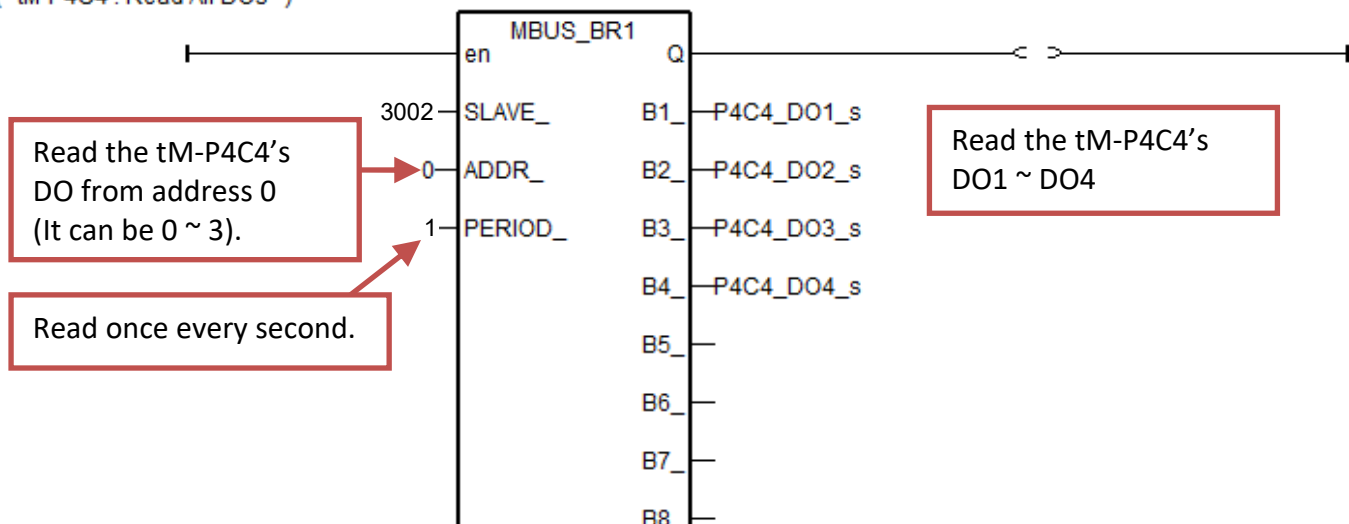 MBUS_BR1
en Q
3002 SLAVE_ B1_ P4C4_DO1_s
0 ADDR_ B2_ P4C4_DO2_s
1 PERIOD_ B3_ P4C4_DO3_s
B4_ P4C4_DO4_s
B5_
B6_
B7_
B8_
Read the tM-P4C4’s
DO from address 0
(It can be 0 ~ 3).
Read once every second.
Read the tM-P4C4’s
DO1 ~ DO4